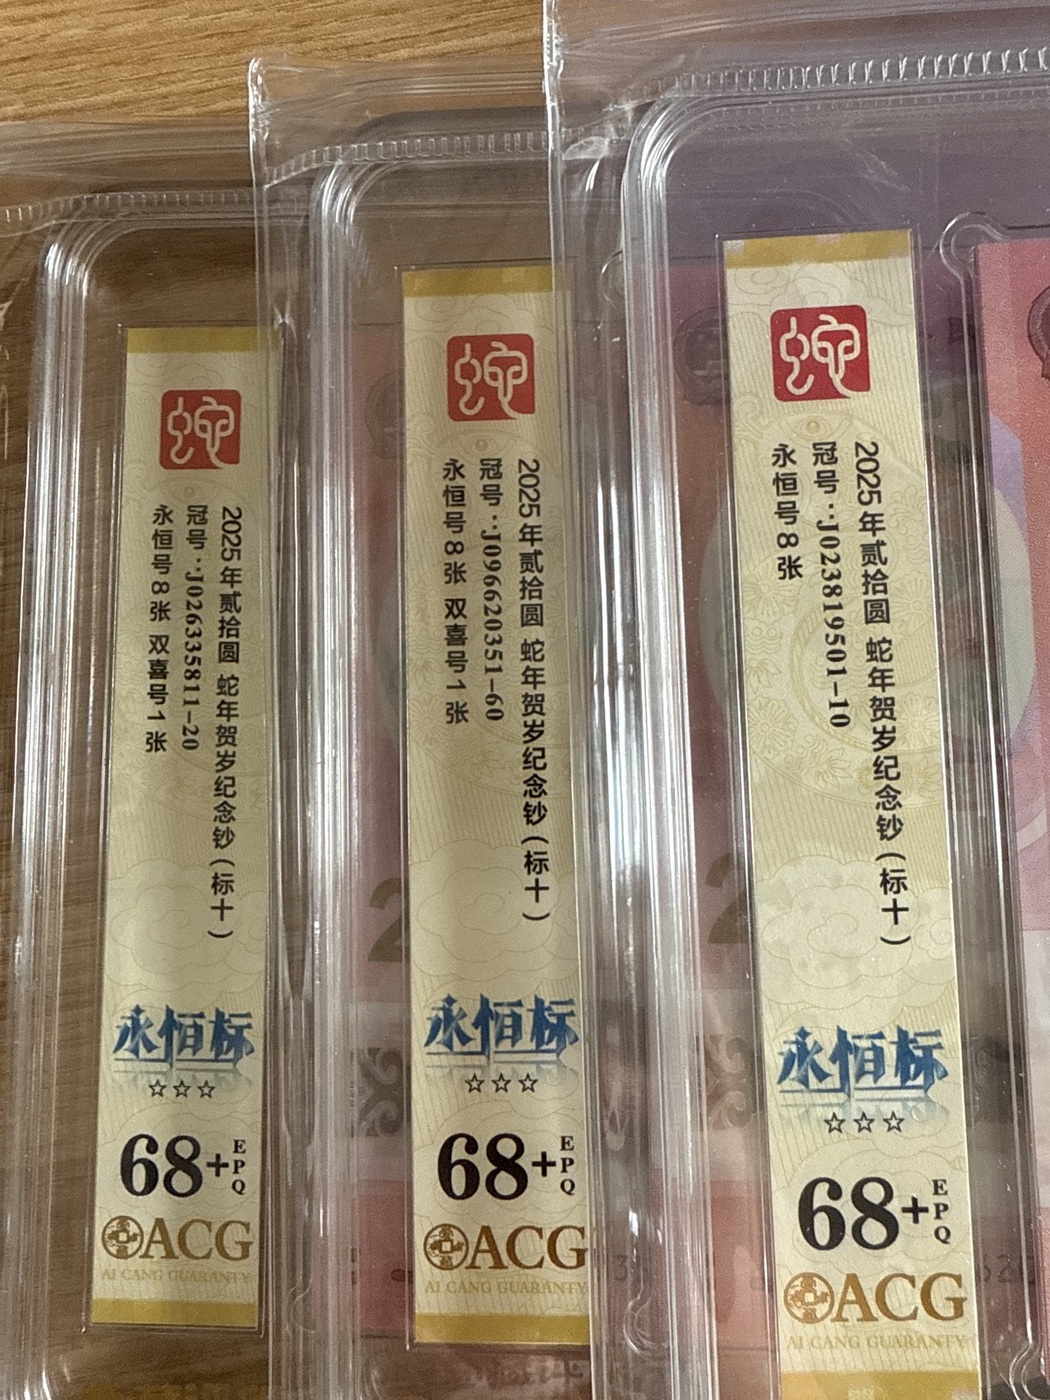 蛇
2025年贰拾圆 蛇年贺岁纪念钞（标十）
冠号：J026335811-20
永恒号8张 双喜号1张
永恒标
☆☆☆
68+
EPQ
ACG
AI CANG GUARANTY
蛇
2025年贰拾圆 蛇年贺岁纪念钞（标十）
冠号：J096620351-60
永恒号8张 双喜号1张
永恒标
☆☆☆
68+
EPQ
ACG
AI CANG GUARANTY
蛇
2025年贰拾圆 蛇年贺岁纪念钞（标十）
冠号：J023819501-10
永恒号8张
永恒标
☆☆☆
68+
EPQ
ACG
AI CANG GUARANTY